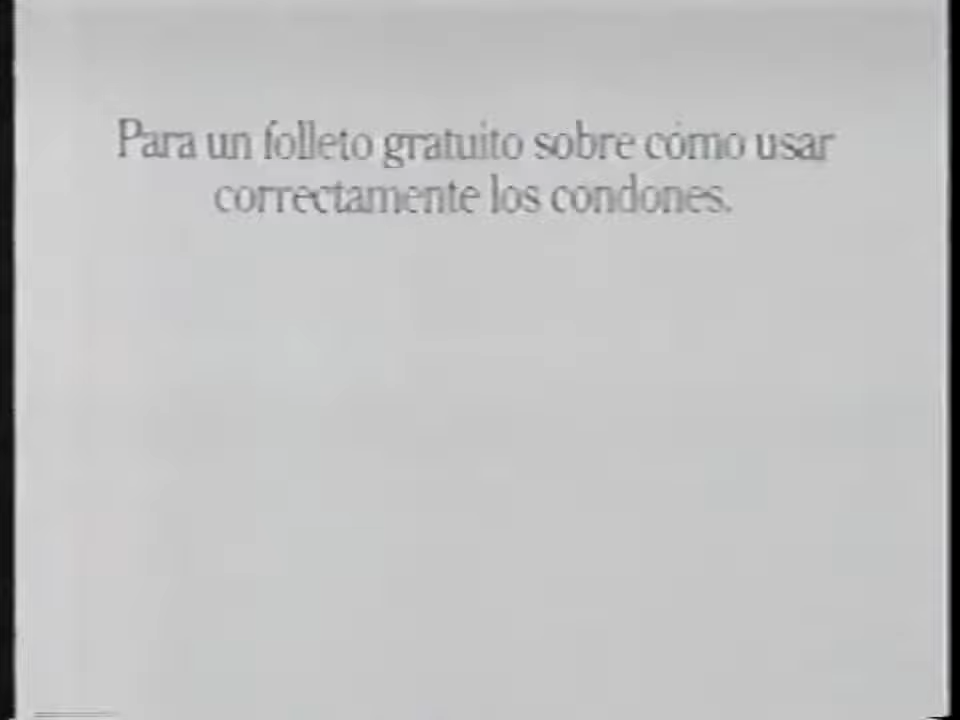 Para un folleto gratuito sobre cómo usar
correctamente los condones.